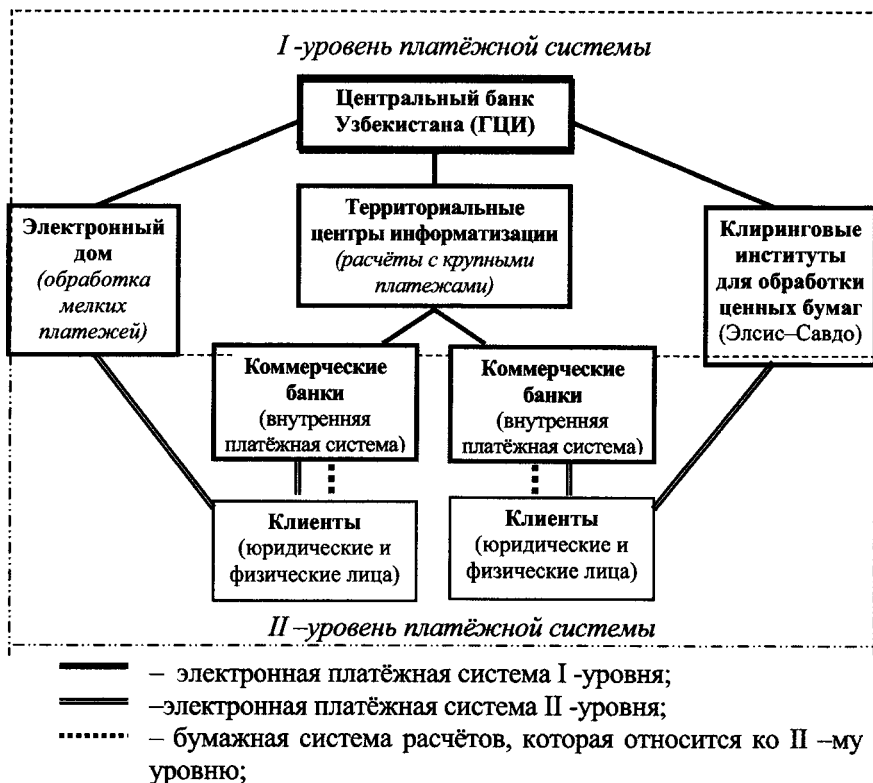 I -уровень платёжной системы
Центральный банк
Узбекистана (ГЦИ)
Электронный
дом
(обработка
мелких
платежей)
Территориальные
центры информатизации
(расчёты с крупными
платежами)
Клиринговые
институты
для обработки
ценных бумаг
(Элсис–Савдо)
Коммерческие
банки
(внутренняя
платёжная система)
Коммерческие
банки
(внутренняя
платёжная система)
Клиенты
(юридические и
физические лица)
Клиенты
(юридические и
физические лица)
II –уровень платёжной системы
– электронная платёжная система I -уровня;
–электронная платёжная система II -уровня;
– бумажная система расчётов, которая относится ко II –му
уровню;